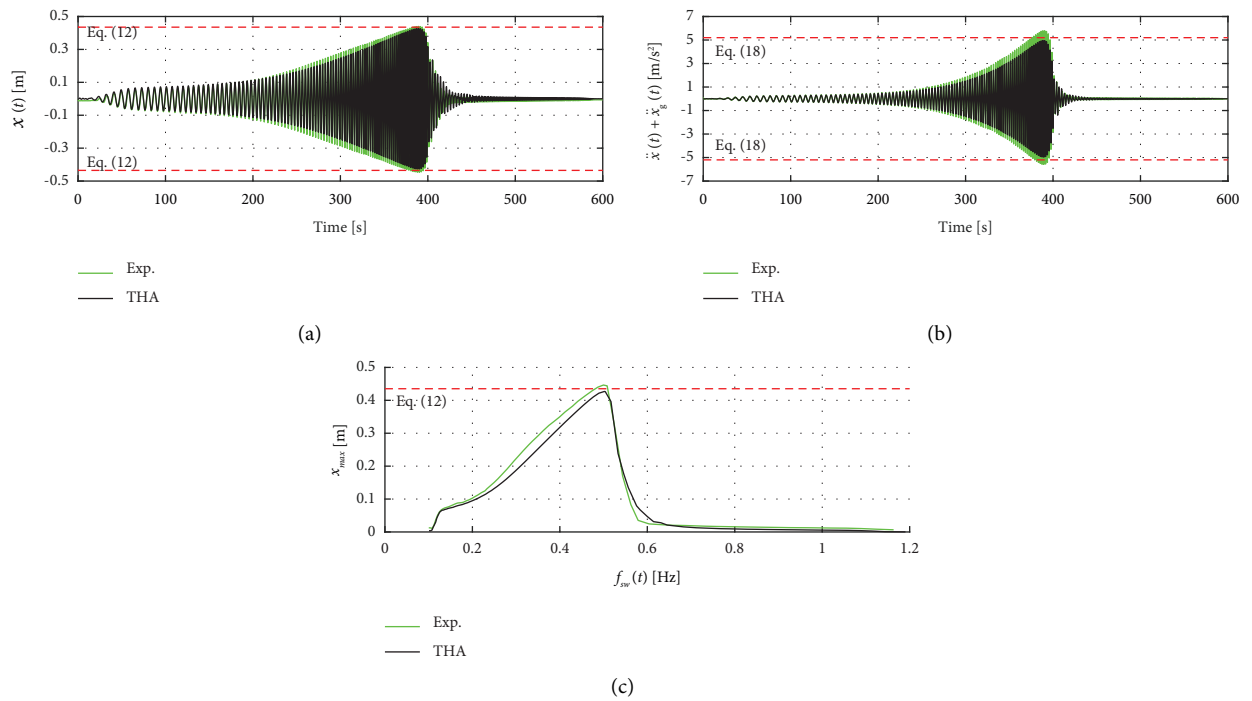 0.5
0.3
0.1
-0.1
-0.3
-0.5
x (t) [m]
Eq. (12)
Eq. (12)
0 100 200 300 400 500 600
Time [s]
Exp.
THA
(a)
7
5
3
1
-1
-3
-5
-7
ẍ (t) + ẍg (t) [m/s²]
Eq. (18)
Eq. (18)
0 100 200 300 400 500 600
Time [s]
Exp.
THA
(b)
0.5
0.4
0.3
0.2
0.1
0
xmax [m]
Eq. (12)
0 0.2 0.4 0.6 0.8 1 1.2
fsw(t) [Hz]
Exp.
THA
(c)